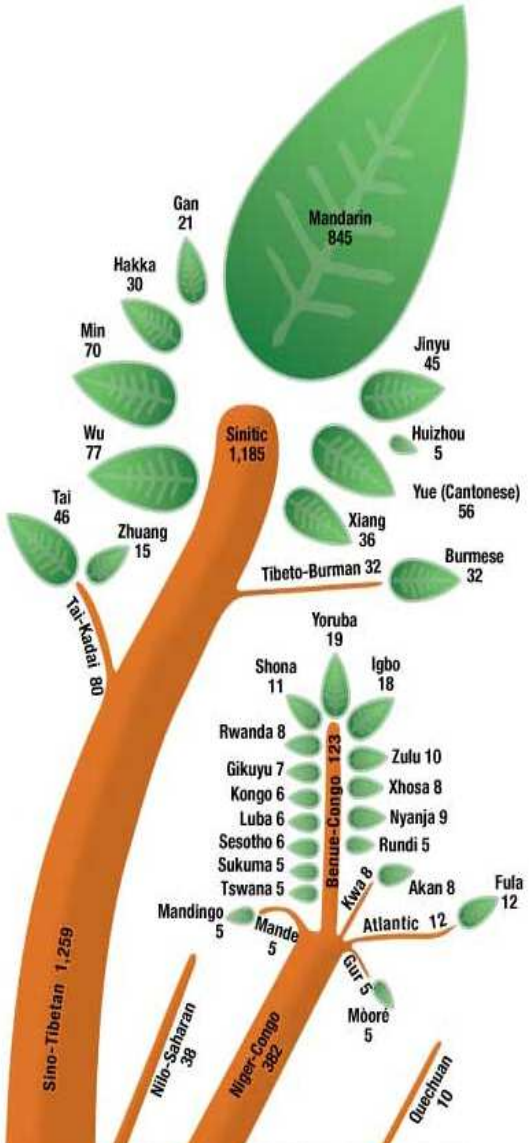 Mandarin
845
Gan
21
Hakka
30
Min
70
Wu
77
Tai
46
Zhuang
15
Jinyu
45
Huizhou
5
Yue (Cantonese)
56
Xiang
36
Sinitic
1,185
Tibeto-Burman 32
Burmese
32
Tai-Kadai 80
Yoruba
19
Shona
11
Igbo
18
Rwanda 8
Gikuyu 7
Kongo 6
Luba 6
Sesotho 6
Sukuma 5
Tswana 5
Benue-Congo 123
Zulu 10
Xhosa 8
Nyanja 9
Rundi 5
Kwa 8
Akan 8
Fula
12
Atlantic 12
Mandingo
5
Mande
5
Gur 5
Mòoré
5
Sino-Tibetan 1,259
Nilo-Saharan
38
Niger-Congo
382
Quechuan
10